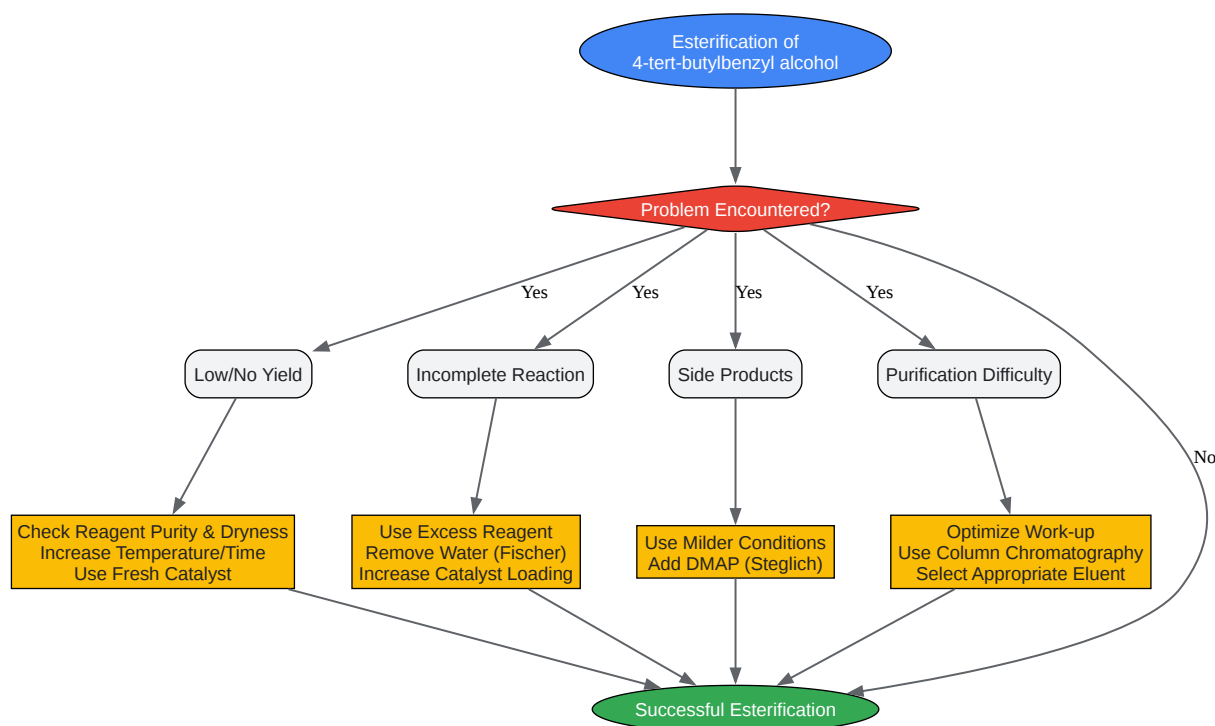 Esterification of
4-tert-butylbenzyl alcohol
Problem Encountered?
Yes
Yes
Yes
Yes
Low/No Yield
Incomplete Reaction
Side Products
Purification Difficulty
No
Check Reagent Purity & Dryness
Increase Temperature/Time
Use Fresh Catalyst
Use Excess Reagent
Remove Water (Fischer)
Increase Catalyst Loading
Use Milder Conditions
Add DMAP (Steglich)
Optimize Work-up
Use Column Chromatography
Select Appropriate Eluent
Successful Esterification